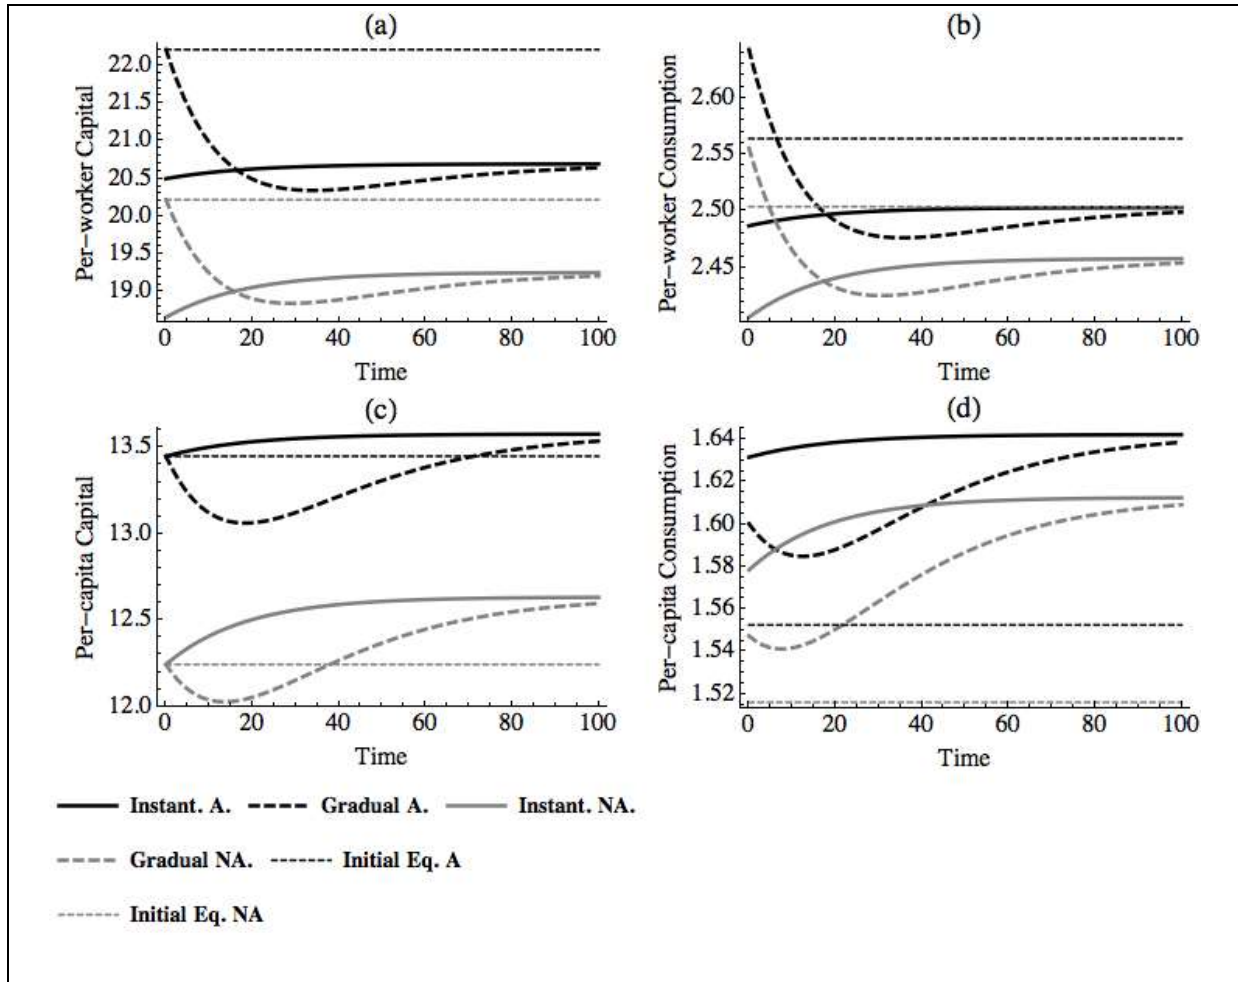 (a)
Per-worker Capital
22.0
21.5
21.0
20.5
20.0
19.5
19.0
0 20 40 60 80 100
Time
(b)
Per-worker Consumption
2.60
2.55
2.50
2.45
0 20 40 60 80 100
Time
(c)
Per-capita Capital
13.5
13.0
12.5
12.0
0 20 40 60 80 100
Time
(d)
Per-capita Consumption
1.64
1.62
1.60
1.58
1.56
1.54
1.52
0 20 40 60 80 100
Time
Instant. A. Gradual A. Instant. NA.
Gradual NA. Initial Eq. A
Initial Eq. NA